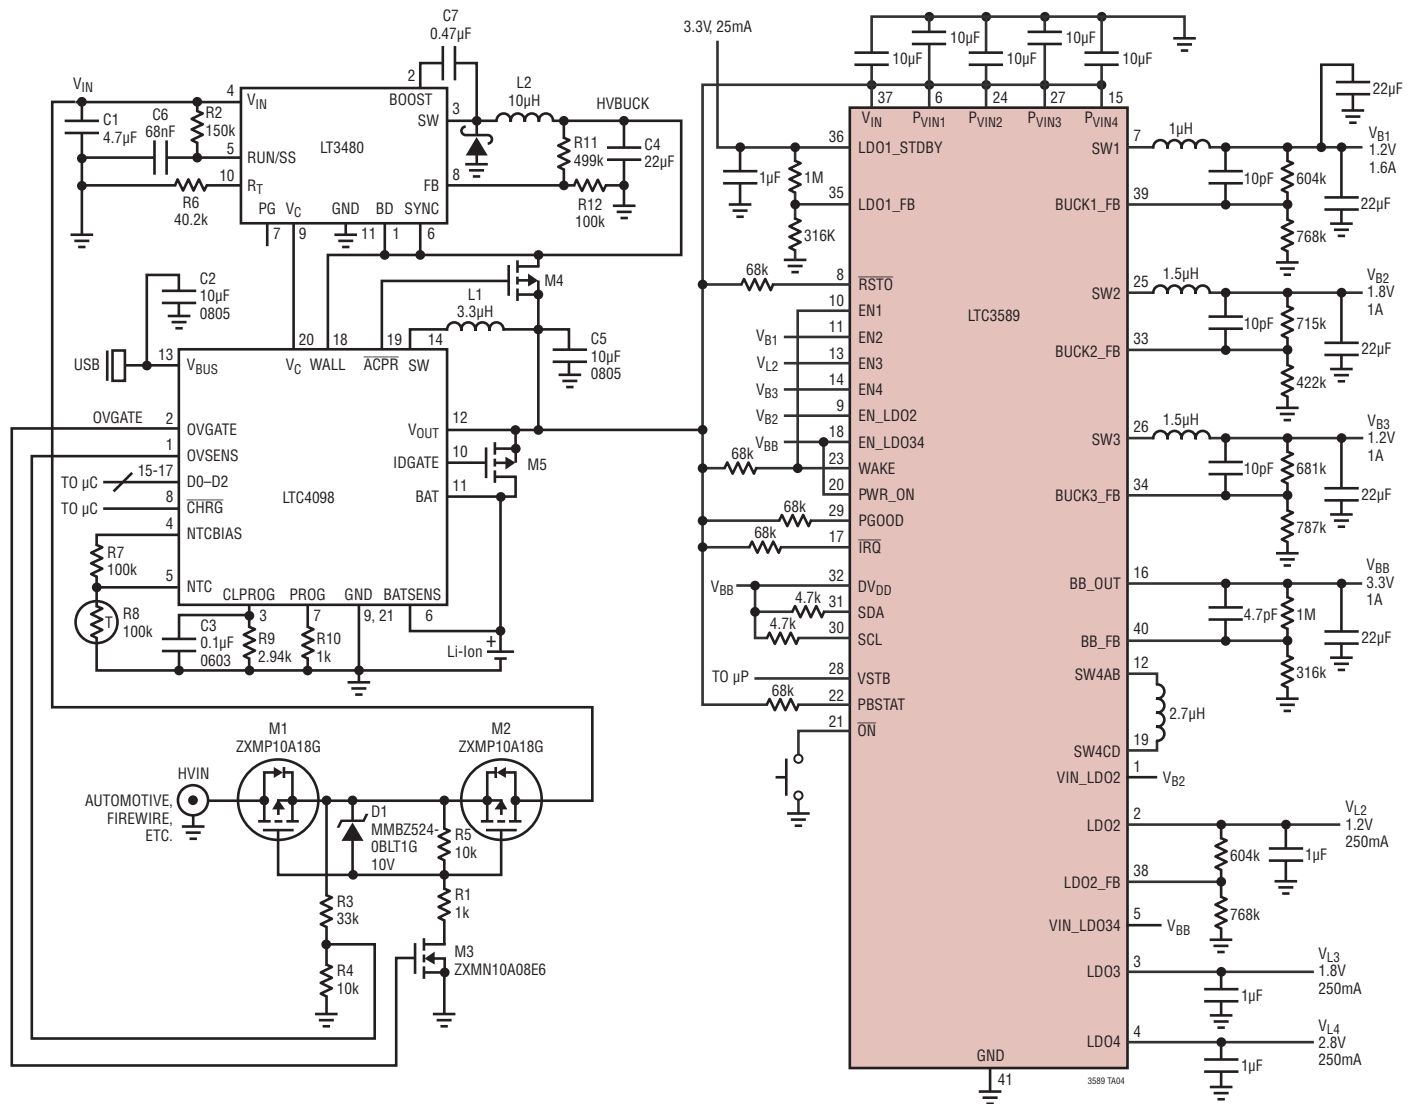 C7
0.47µF
VIN
4
VIN
2
BOOST
3
SW
L2
10µH
HVBUCK
C1
4.7µF
C6
68nF
R2
150k
5
RUN/SS
LT3480
R11
499k
C4
22µF
10
RT
FB
8
R6
40.2k
R12
100k
PG
VC
GND
BD
SYNC
7
9
11
1
6
M4
C2
10µF
0805
L1
3.3µH
20
18
19
14
C5
10µF
0805
USB
13
VBUS
VC
WALL
ACPR
SW
OVGATE
2
OVGATE
VOUT
12
1
OVSENS
IDGATE
10
M5
TO µC
15-17
D0–D2
LTC4098
BAT
11
TO µC
8
CHRG
4
NTCBIAS
R7
100k
5
NTC
T
R8
100k
CLPROG
PROG
GND
BATSENS
3
7
9, 21
6
C3
0.1µF
0603
R9
2.94k
R10
1k
Li-Ion
+
M1
ZXMP10A18G
M2
ZXMP10A18G
HVIN
AUTOMOTIVE,
FIREWIRE,
ETC.
D1
MMBZ524-
0BLT1G
10V
R5
10k
R3
33k
R1
1k
R4
10k
M3
ZXMN10A08E6
3.3V, 25mA
10µF
10µF
10µF
10µF
10µF
37
6
24
27
15
VIN
PVIN1
PVIN2
PVIN3
PVIN4
LTC3589
36
LDO1_STDBY
1µF
1M
35
LDO1_FB
316K
68k
8
RSTO
10
EN1
VB1
11
EN2
VL2
13
EN3
VB3
14
EN4
VB2
9
EN_LDO2
VBB
18
EN_LDO34
68k
23
WAKE
20
PWR_ON
68k
29
PGOOD
68k
17
IRQ
VBB
32
DVDD
4.7k
31
SDA
4.7k
30
SCL
TO µP
28
VSTB
68k
22
PBSTAT
21
ON
GND
41
SW1
7
1µH
22µF
VB1
1.2V
1.6A
10pF
604k
BUCK1_FB
39
22µF
768k
SW2
25
1.5µH
VB2
1.8V
1A
10pF
715k
BUCK2_FB
33
22µF
422k
SW3
26
1.5µH
VB3
1.2V
1A
10pF
681k
BUCK3_FB
34
22µF
787k
BB_OUT
16
VBB
3.3V
1A
4.7pF
1M
BB_FB
40
22µF
316k
SW4AB
12
2.7µH
SW4CD
19
VIN_LDO2
1
VB2
LDO2
2
VL2
1.2V
250mA
604k
1µF
LDO2_FB
38
768k
VIN_LDO34
5
VBB
LDO3
3
VL3
1.8V
250mA
1µF
LDO4
4
VL4
2.8V
250mA
1µF
3589 TA04